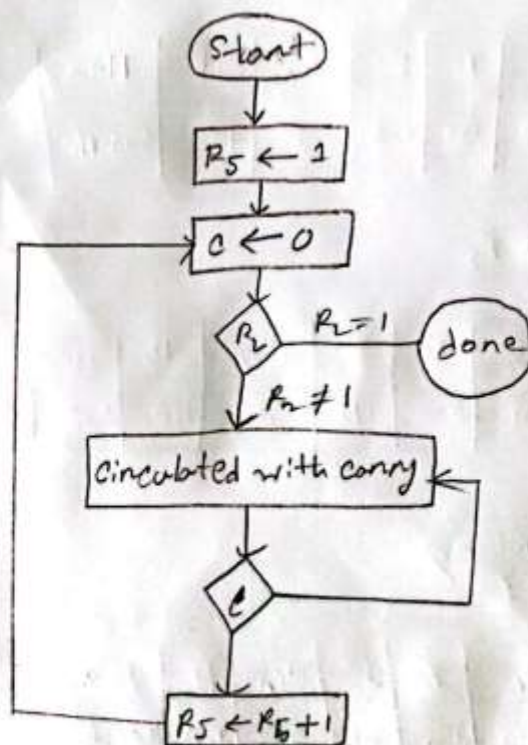 Start
R5 ← 1
C ← 0
R2
R2 = 1
done
R2 ≠ 1
circulated with carry
C
R5 ← R5 + 1